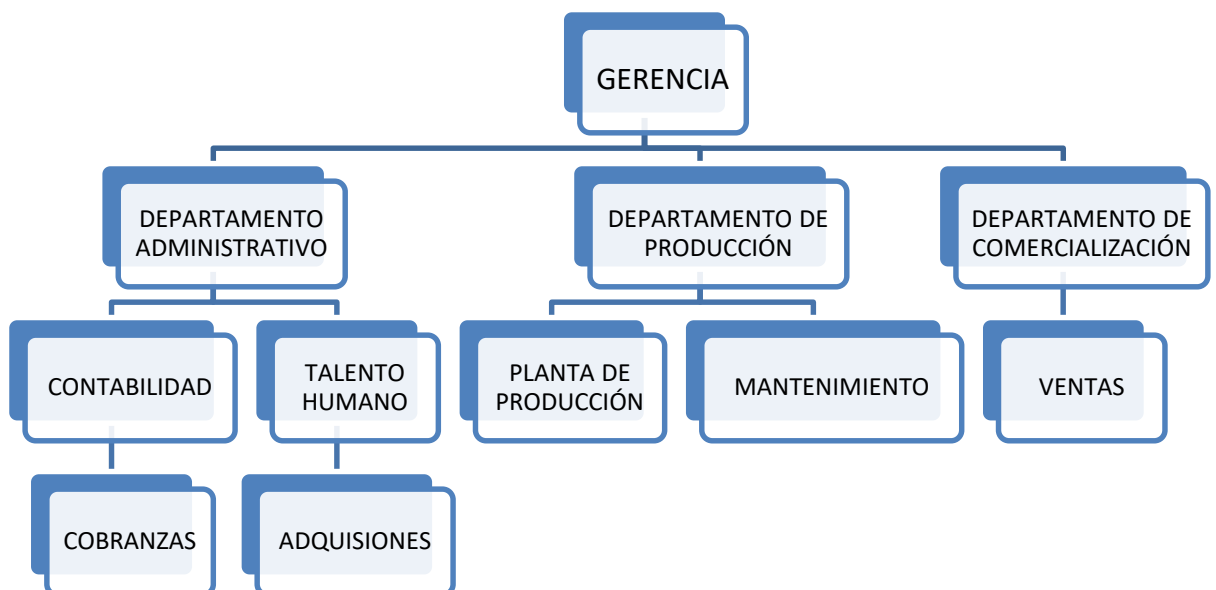 GERENCIA
DEPARTAMENTO
ADMINISTRATIVO
DEPARTAMENTO DE
PRODUCCIÓN
DEPARTAMENTO DE
COMERCIALIZACIÓN
CONTABILIDAD
TALENTO
HUMANO
PLANTA DE
PRODUCCIÓN
MANTENIMIENTO
VENTAS
COBRANZAS
ADQUISIONES